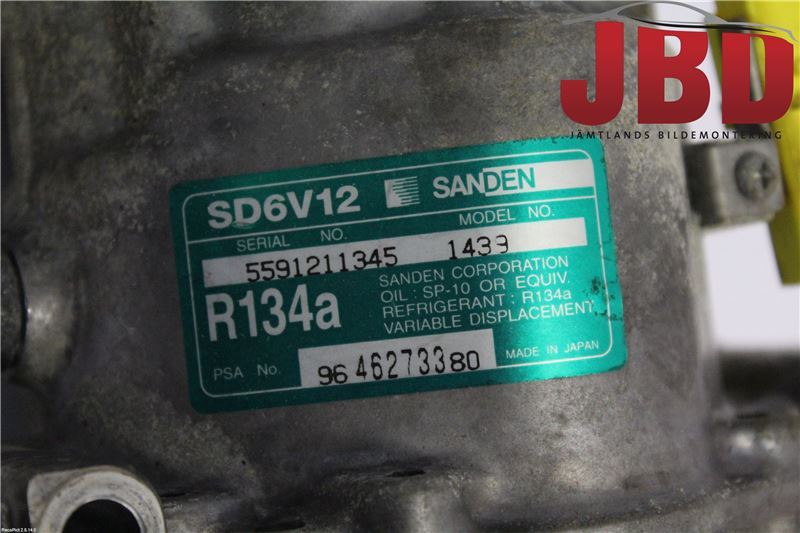 JBD
JÄMTLANDS BILDEMONTERING
SD6V12 SANDEN
SERIAL NO. MODEL NO.
5591211345 1439
R134a
SANDEN CORPORATION
OIL : SP-10 OR EQUIV.
REFRIGERANT : R134a
VARIABLE DISPLACEMENT
PSA No. 9646273380 MADE IN JAPAN